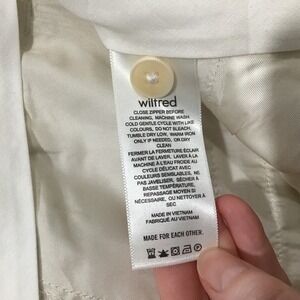 wilfred
CLOSE ZIPPER BEFORE
CLEANING, MACHINE WASH
COLD GENTLE CYCLE WITH LIKE
COLOURS, DO NOT BLEACH,
TUMBLE DRY LOW, WARM IRON
ONLY IF NEEDED, OR DRY
CLEAN
FERMER LA FERMETURE ÉCLAIR
AVANT DE LAVER, LAVER À LA
MACHINE À L'EAU FROIDE AU
CYCLE DÉLICAT AVEC
COULEURS SEMBLABLES, NE
PAS JAVELISER, SÉCHER À
BASSE TEMPÉRATURE,
REPASSAGE MOYEN SI
NÉCESSAIRE, OU NETTOYER À
SEC
MADE IN VIETNAM
FABRIQUÉ AU VIETNAM
MADE FOR EACH OTHER.